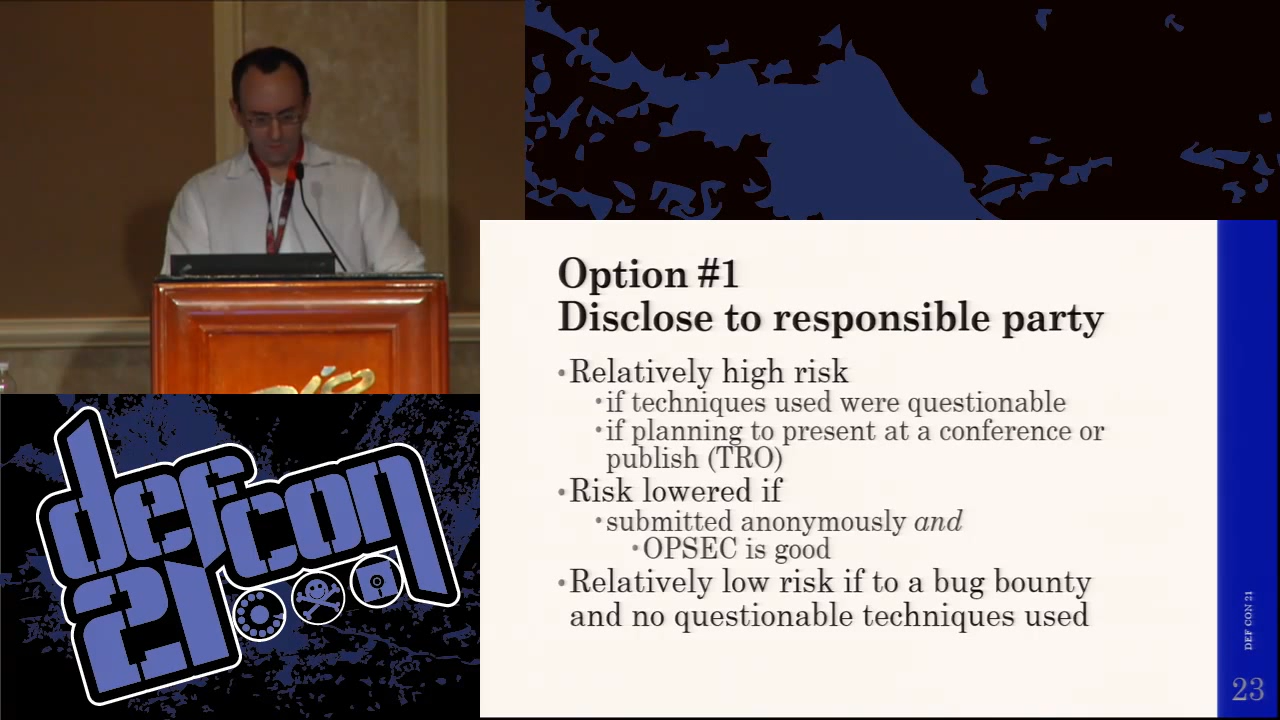 Option #1
Disclose to responsible party
•Relatively high risk
•if techniques used were questionable
•if planning to present at a conference or
publish (TRO)
•Risk lowered if
•submitted anonymously and
•OPSEC is good
•Relatively low risk if to a bug bounty
and no questionable techniques used
DEF CON 21
23
defcon
21